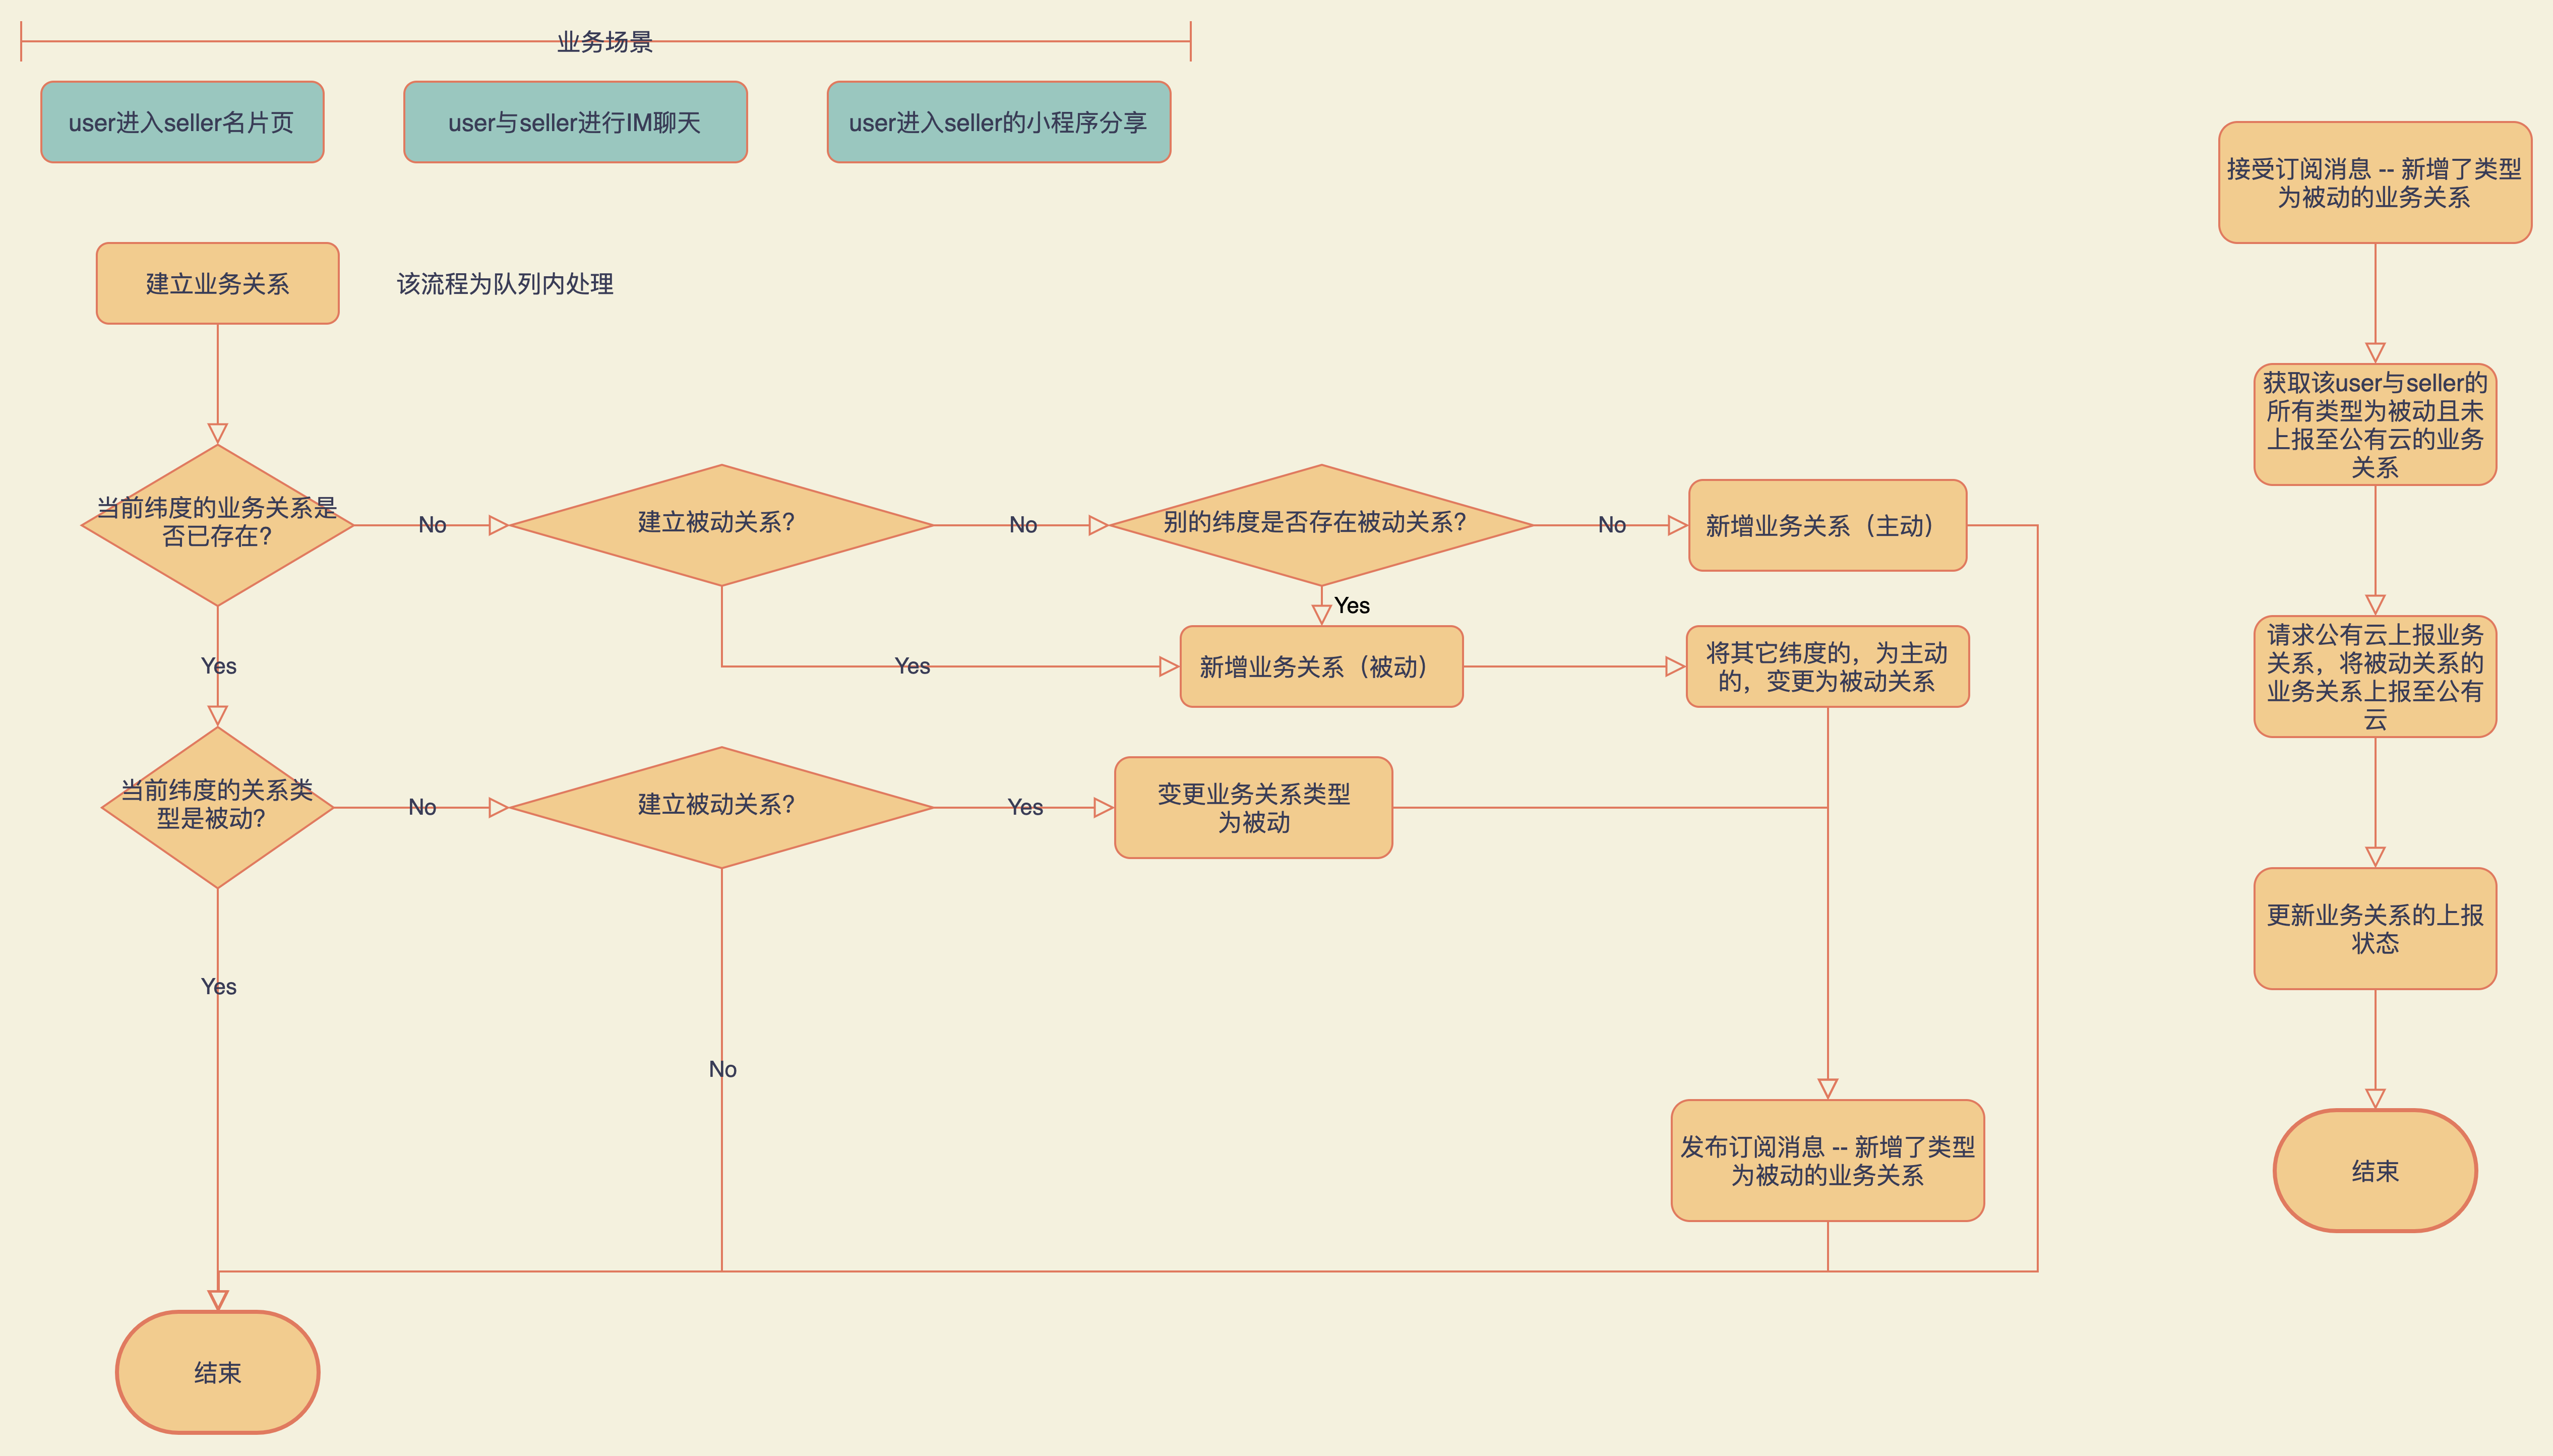 业务场景
user进入seller名片页
user与seller进行IM聊天
user进入seller的小程序分享
建立业务关系
该流程为队列内处理
当前纬度的业务关系是
否已存在?
No
建立被动关系?
No
别的纬度是否存在被动关系?
No
新增业务关系（主动）
Yes
Yes
Yes
新增业务关系（被动）
将其它纬度的，为主动
的，变更为被动关系
当前纬度的关系类
型是被动?
No
建立被动关系?
Yes
变更业务关系类型
为被动
Yes
No
发布订阅消息 -- 新增了类型
为被动的业务关系
结束
接受订阅消息 -- 新增了类型
为被动的业务关系
获取该user与seller的
所有类型为被动且未
上报至公有云的业务
关系
请求公有云上报业务
关系，将被动关系的
业务关系上报至公有
云
更新业务关系的上报
状态
结束